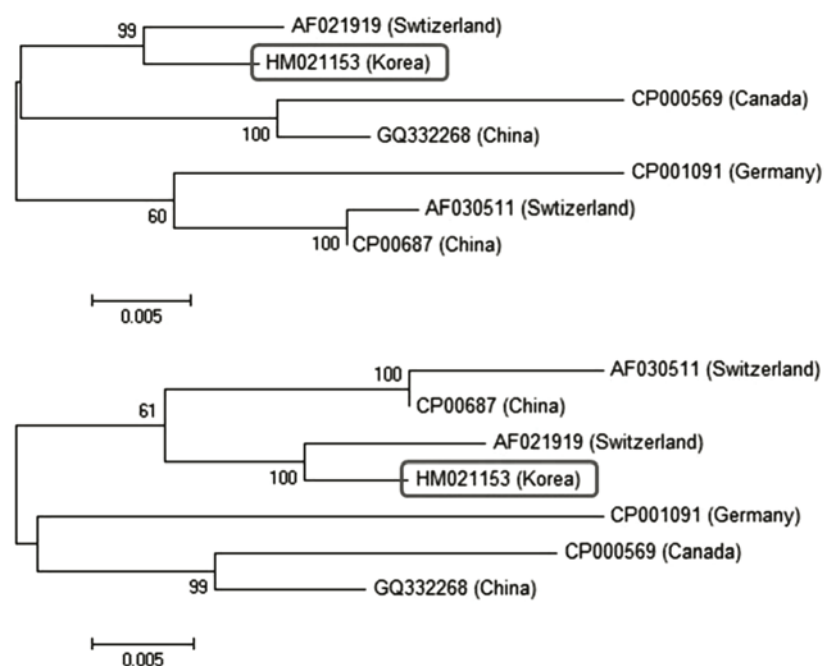 99
AF021919 (Swtizerland)
HM021153 (Korea)
CP000569 (Canada)
100
GQ332268 (China)
CP001091 (Germany)
60
AF030511 (Swtizerland)
100
CP00687 (China)
0.005
100
AF030511 (Switzerland)
CP00687 (China)
61
AF021919 (Switzerland)
100
HM021153 (Korea)
CP001091 (Germany)
CP000569 (Canada)
99
GQ332268 (China)
0.005